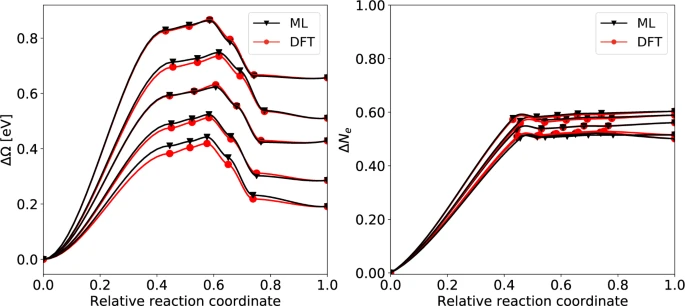 ML
DFT
0.8
0.6
0.4
0.2
0.0
ΔΩ [eV]
0.0 0.2 0.4 0.6 0.8 1.0
Relative reaction coordinate
ML
DFT
1.00
0.80
0.60
0.40
0.20
0.00
ΔNe
0.0 0.2 0.4 0.6 0.8 1.0
Relative reaction coordinate